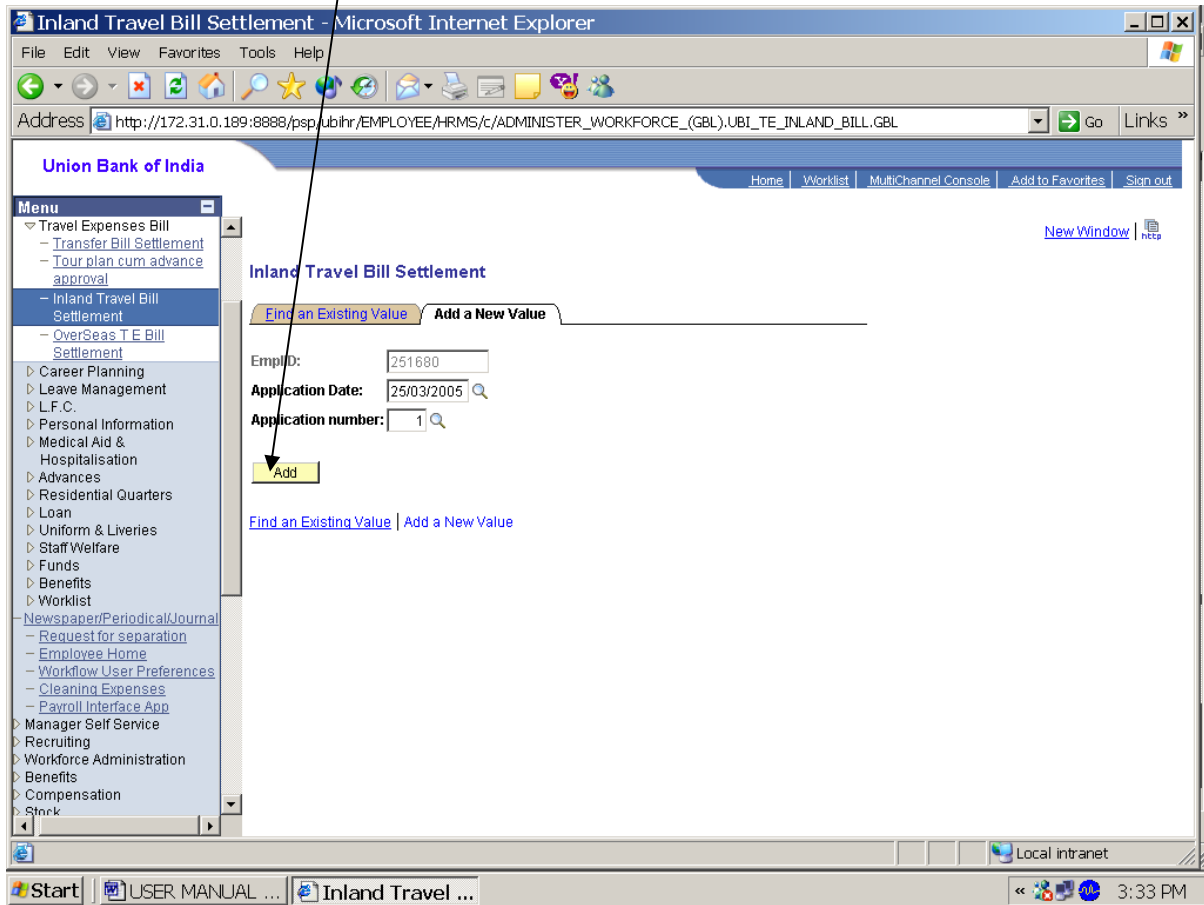 Inland Travel Bill Settlement - Microsoft Internet Explorer
File Edit View Favorites Tools Help
Address http://172.31.0.189:8888/psp/ubihr/EMPLOYEE/HRMS/c/ADMINISTER_WORKFORCE_(GBL).UBI_TE_INLAND_BILL.GBL Go Links »
Union Bank of India
Home Worklist MultiChannel Console Add to Favorites Sign out
Menu
Travel Expenses Bill
– Transfer Bill Settlement
– Tour plan cum advance
approval
– Inland Travel Bill
Settlement
– OverSeas T E Bill
Settlement
Career Planning
Leave Management
L.F.C.
Personal Information
Medical Aid &
Hospitalisation
Advances
Residential Quarters
Loan
Uniform & Liveries
Staff Welfare
Funds
Benefits
Worklist
–Newspaper/Periodical/Journal
– Request for separation
– Employee Home
– Workflow User Preferences
– Cleaning Expenses
– Payroll Interface App
Manager Self Service
Recruiting
Workforce Administration
Benefits
Compensation
Stock
New Window | http
Inland Travel Bill Settlement
Find an Existing Value Add a New Value
EmplID: 251680
Application Date: 25/03/2005
Application number: 1
Add
Find an Existing Value | Add a New Value
Local intranet
Start USER MANUAL ... Inland Travel ... « 3:33 PM